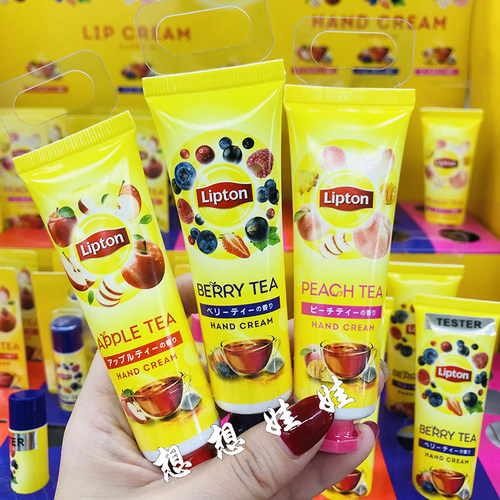 LIP CREAM
HAND CREAM
Lipton
APPLE TEA
アップルティーの香り
HAND CREAM
Lipton
BERRY TEA
ベリーティーの香り
HAND CREAM
Lipton
PEACH TEA
ピーチティーの香り
HAND CREAM
TESTER
Lipton
BERRY TEA
ベリーティーの香り
HAND CREAM
PEACH
想想娃娃